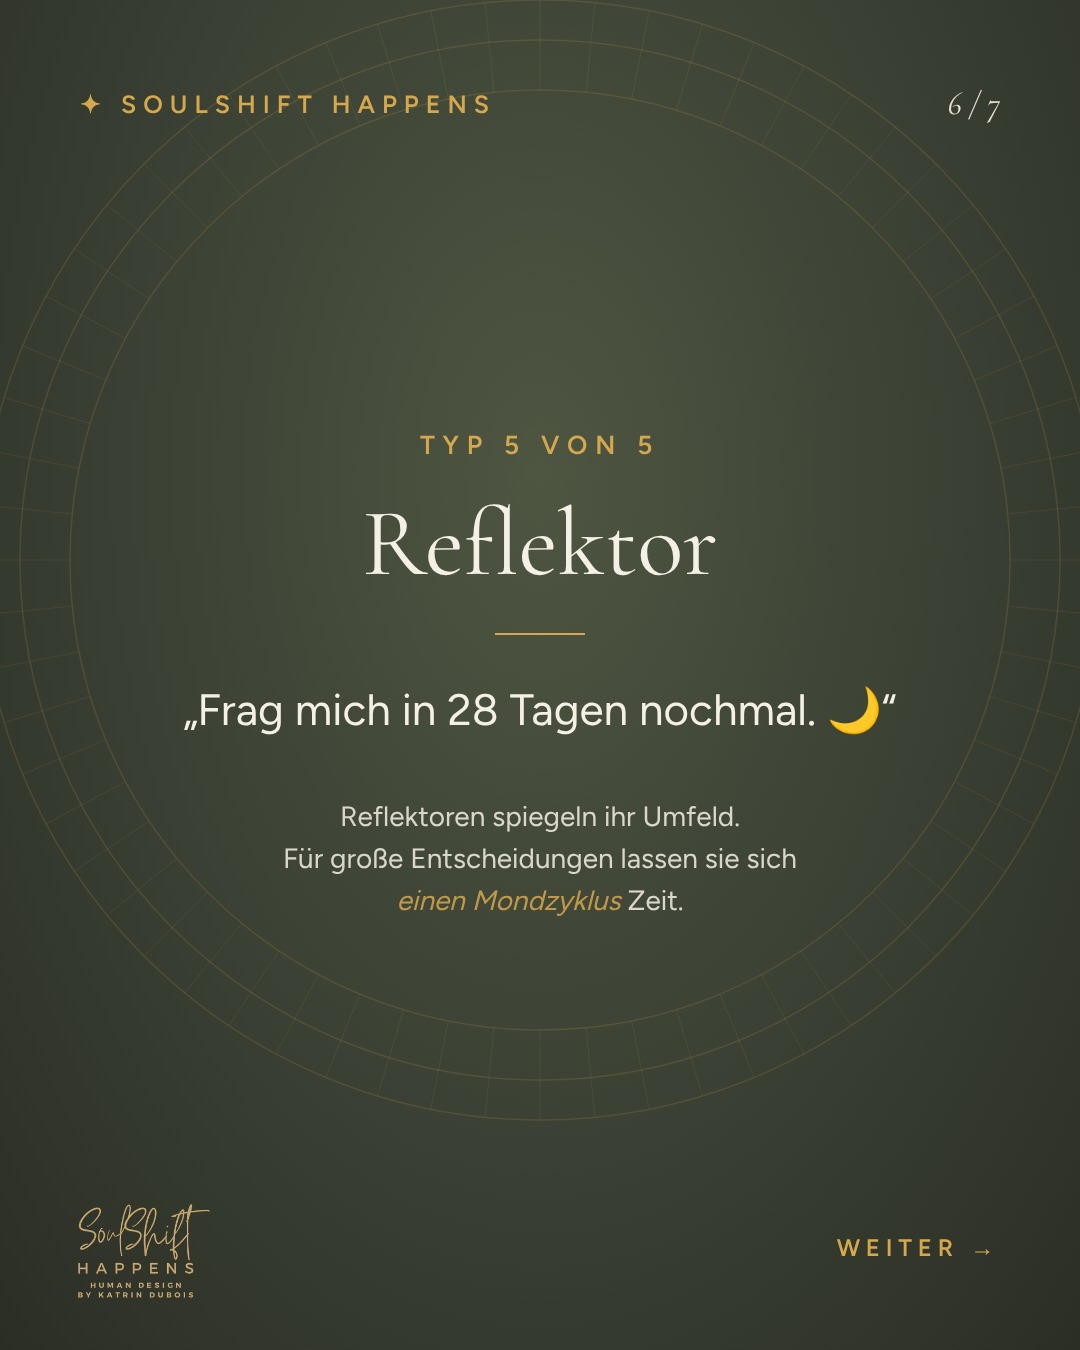 ✦ SOULSHIFT HAPPENS
6/7
TYP 5 VON 5
Reflektor
„Frag mich in 28 Tagen nochmal. 🌙“
Reflektoren spiegeln ihr Umfeld.
Für große Entscheidungen lassen sie sich
einen Mondzyklus Zeit.
SoulShift
HAPPENS
HUMAN DESIGN
BY KATRIN DUBOIS
WEITER →